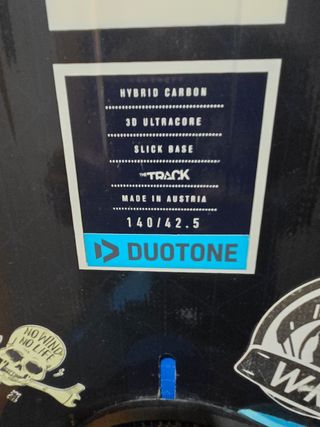 HYBRID CARBON
3D ULTRACORE
SLICK BASE
THE TRACK
MADE IN AUSTRIA
140/42.5
DUOTONE
NO WIND
NO LIFE